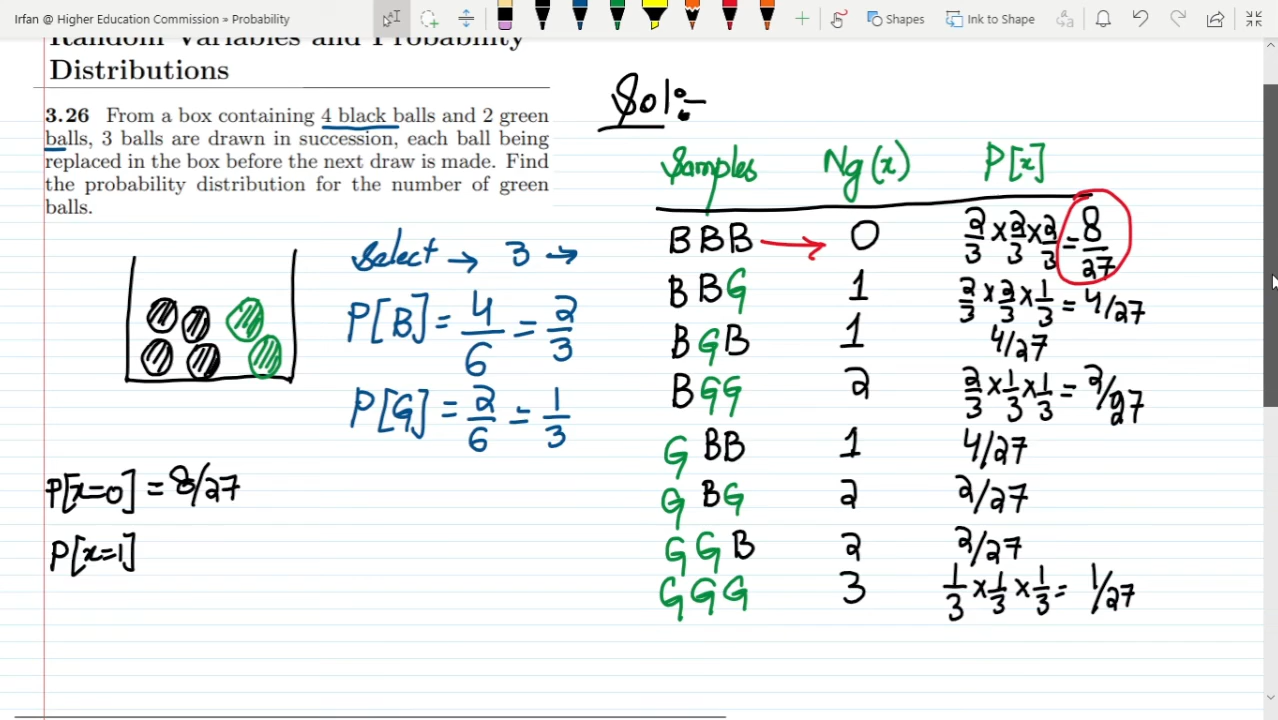 Irfan @ Higher Education Commission » Probability
Shapes
Ink to Shape
Random Variables and Probability
Distributions
3.26 From a box containing 4 black balls and 2 green
balls, 3 balls are drawn in succession, each ball being
replaced in the box before the next draw is made. Find
the probability distribution for the number of green
balls.
Select → 3 →
P[B] = 4/6 = 2/3
P[G] = 2/6 = 1/3
P[x=0] = 8/27
P[x=1]
Sol:-
Samples Ng(x) P[x]
BBB → 0 2/3 × 2/3 × 2/3 = 8/27
BBG 1 2/3 × 2/3 × 1/3 = 4/27
BGB 1 4/27
BGG 2 2/3 × 1/3 × 1/3 = 2/27
GBB 1 4/27
GBG 2 2/27
GGB 2 2/27
GGG 3 1/3 × 1/3 × 1/3 = 1/27